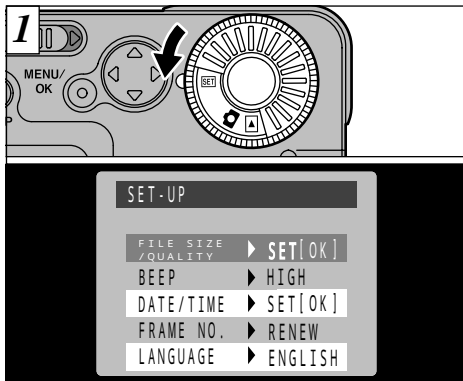 1
MENU/
OK
SET
SET-UP
FILE SIZE
/QUALITY ▶ SET[OK]
BEEP ▶ HIGH
DATE/TIME ▶ SET[OK]
FRAME NO. ▶ RENEW
LANGUAGE ▶ ENGLISH